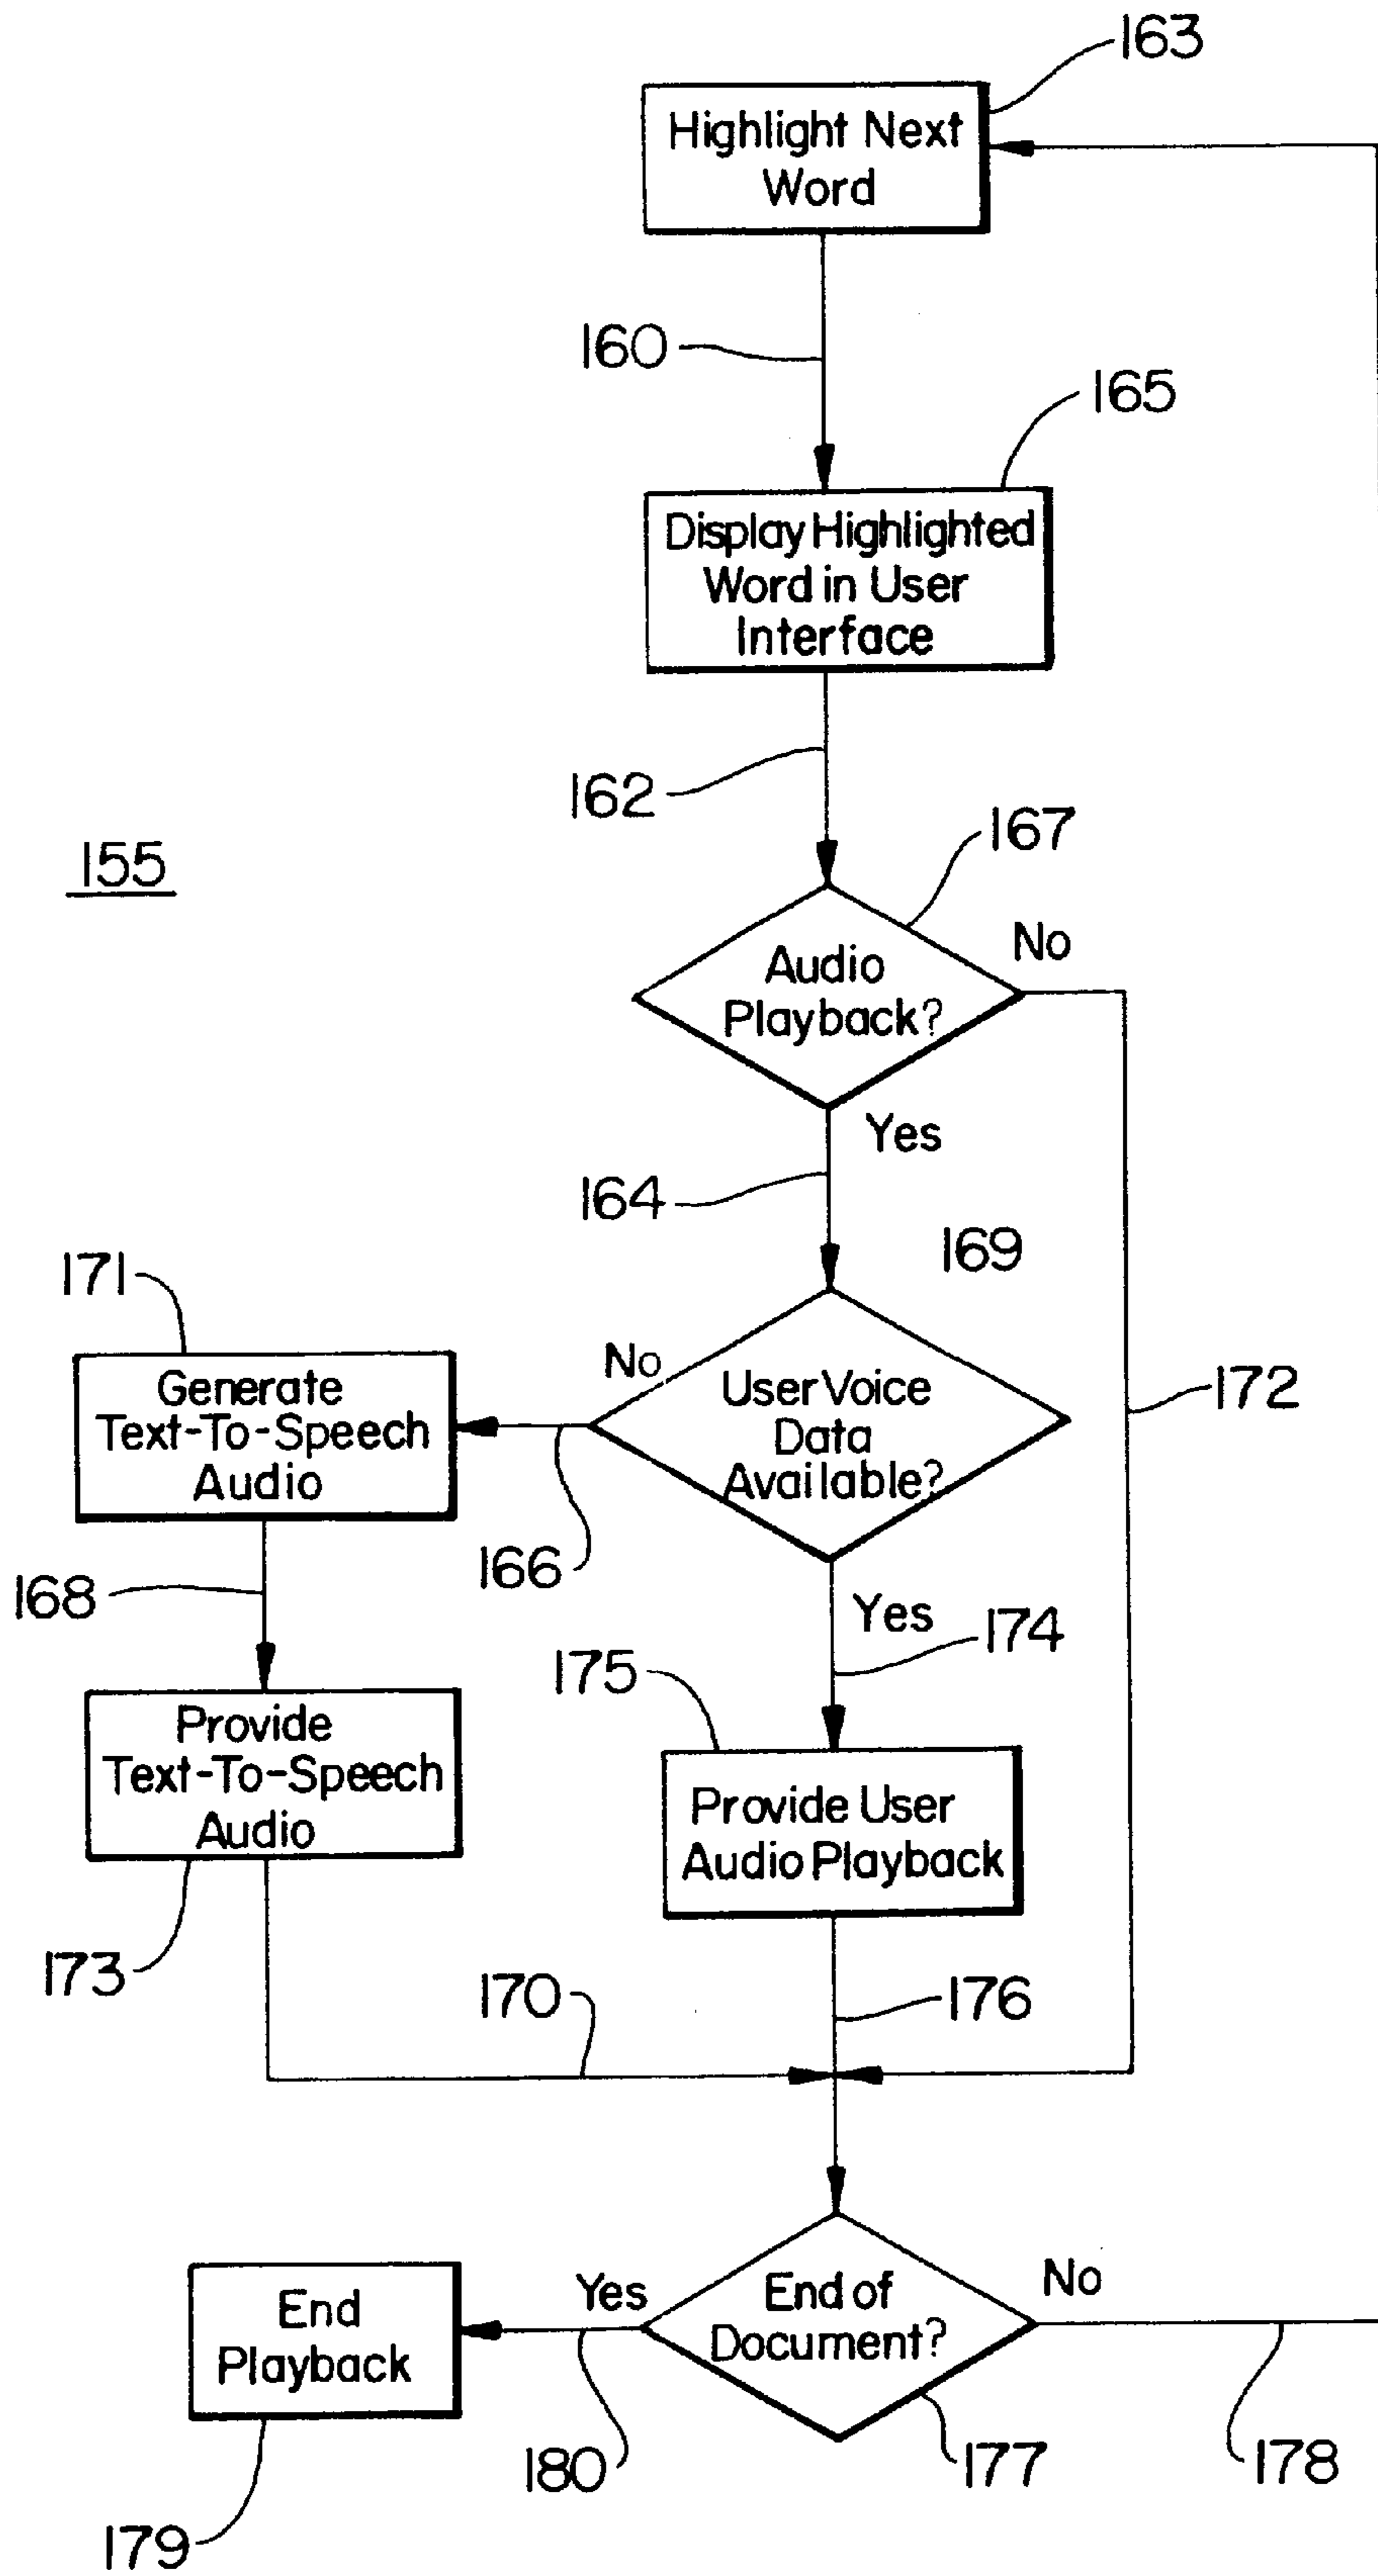 163
Highlight Next
Word
160
165
Display Highlighted
Word in User
Interface
162
155
167
Audio
Playback?
No
Yes
164
169
171
Generate
Text-To-Speech
Audio
No
User Voice
Data
Available?
172
166
168
Yes
174
175
Provide
Text-To-Speech
Audio
Provide User
Audio Playback
173
170
176
End
Playback
Yes
End of
Document?
No
180
177
178
179